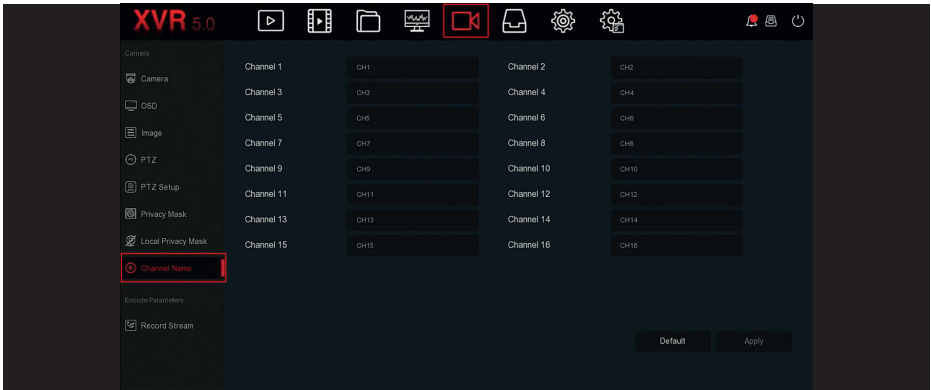 XVR 5.0
Camera
Camera
OSD
Image
PTZ
PTZ Setup
Privacy Mask
Local Privacy Mask
Channel Name
Encode Parameters
Record Stream
Channel 1 CH1 Channel 2 CH2
Channel 3 CH3 Channel 4 CH4
Channel 5 CH5 Channel 6 CH6
Channel 7 CH7 Channel 8 CH8
Channel 9 CH9 Channel 10 CH10
Channel 11 CH11 Channel 12 CH12
Channel 13 CH13 Channel 14 CH14
Channel 15 CH15 Channel 16 CH16
Default Apply